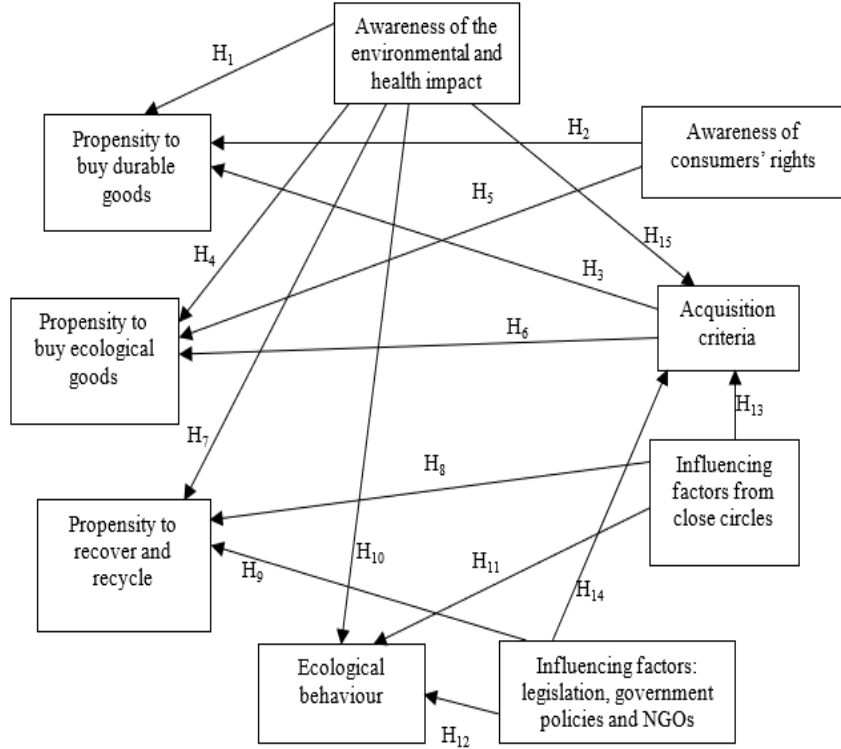 Awareness of the
environmental and
health impact
H₁
Propensity to
buy durable
goods
H₂
Awareness of
consumers’ rights
H₅
H₄
H₁₅
H₃
Propensity to
buy ecological
goods
H₆
Acquisition
criteria
H₁₃
H₇
H₈
Influencing
factors from
close circles
Propensity to
recover and
recycle
H₉
H₁₀
H₁₁
H₁₄
Ecological
behaviour
H₁₂
Influencing factors:
legislation, government
policies and NGOs